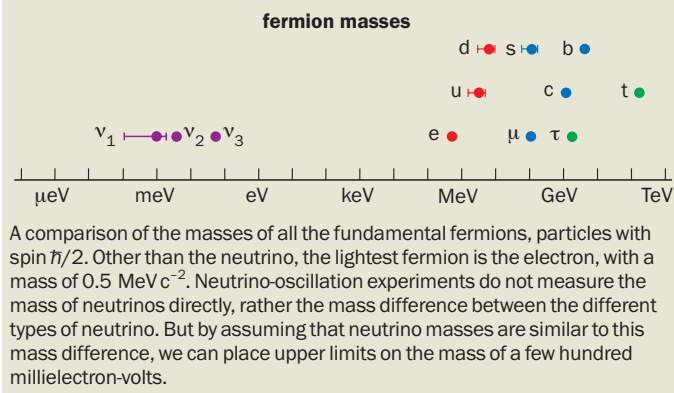 fermion masses
d s b
u c t
ν1 ν2 ν3 e μ τ
μeV meV eV keV MeV GeV TeV
A comparison of the masses of all the fundamental fermions, particles with
spin ℏ/2. Other than the neutrino, the lightest fermion is the electron, with a
mass of 0.5 MeV c⁻². Neutrino-oscillation experiments do not measure the
mass of neutrinos directly, rather the mass difference between the different
types of neutrino. But by assuming that neutrino masses are similar to this
mass difference, we can place upper limits on the mass of a few hundred
millielectron-volts.